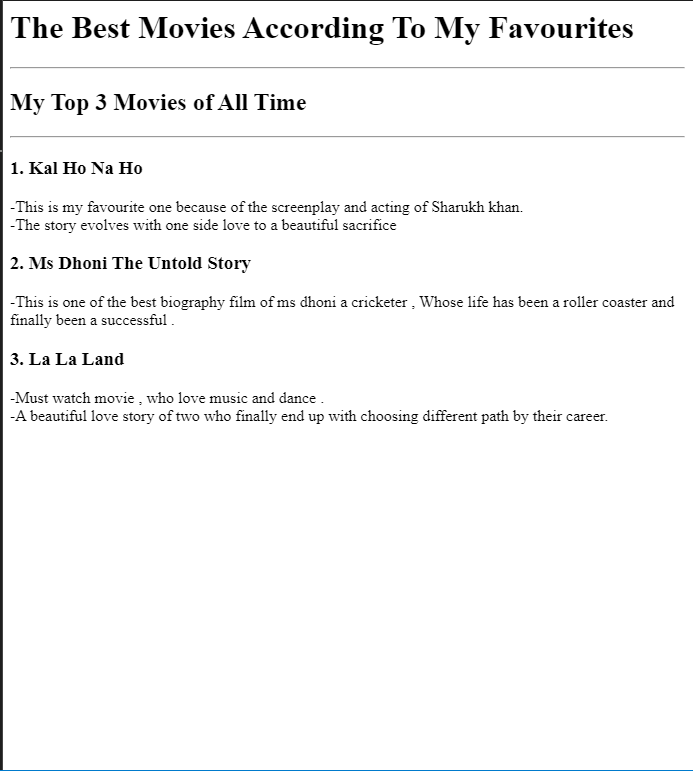 The Best Movies According To My Favourites
My Top 3 Movies of All Time
1. Kal Ho Na Ho
-This is my favourite one because of the screenplay and acting of Sharukh khan.
-The story evolves with one side love to a beautiful sacrifice
2. Ms Dhoni The Untold Story
-This is one of the best biography film of ms dhoni a cricketer , Whose life has been a roller coaster and
finally been a successful .
3. La La Land
-Must watch movie , who love music and dance .
-A beautiful love story of two who finally end up with choosing different path by their career.